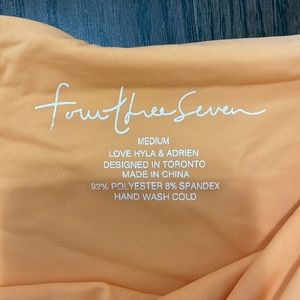 fourthreeseven
MEDIUM
LOVE HYLA & ADRIEN
DESIGNED IN TORONTO
MADE IN CHINA
92% POLYESTER 8% SPANDEX
HAND WASH COLD